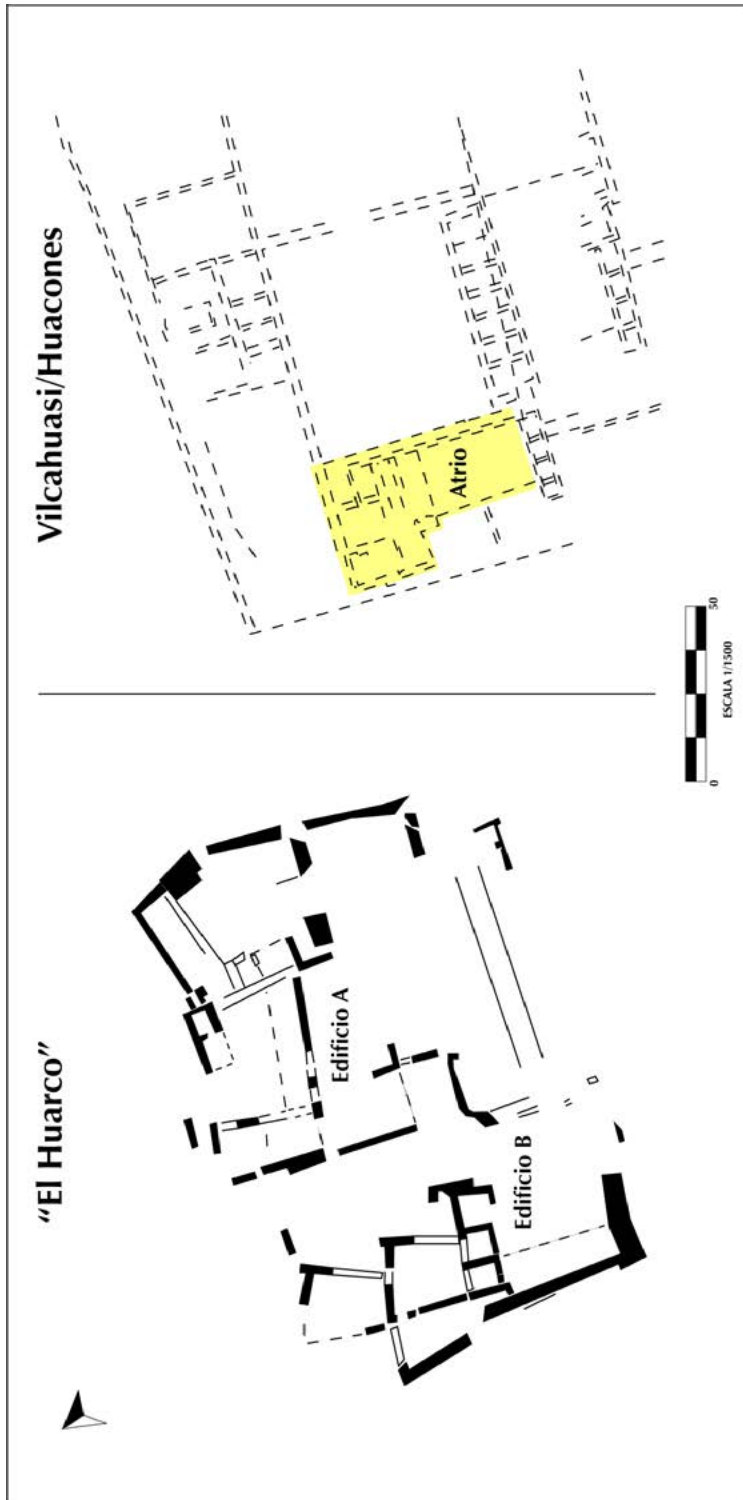 “El Huarco”
Vilcahuasi/Huacones
Edificio A
Edificio B
Atrio
0
50
ESCALA 1/1500